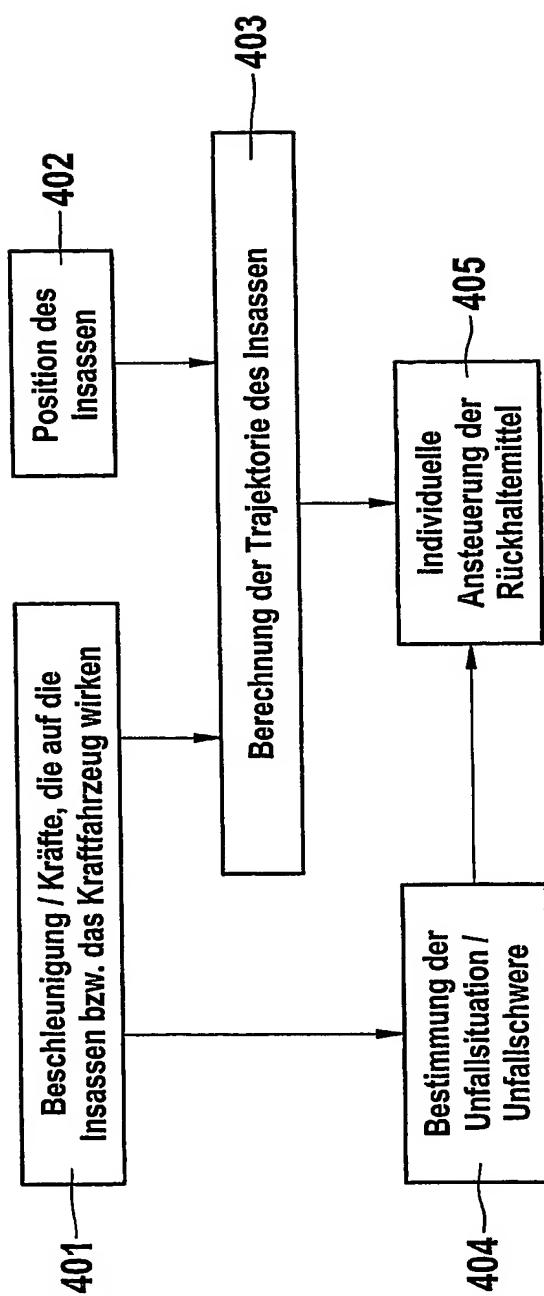 401
Beschleunigung / Kräfte, die auf die
Insassen bzw. das Kraftfahrzeug wirken
402
Position des
Insassen
403
Berechnung der Trajektorie des Insassen
404
Bestimmung der
Unfallsituation /
Unfallschwere
405
Individuelle
Ansteuerung der
Rückhaltemittel